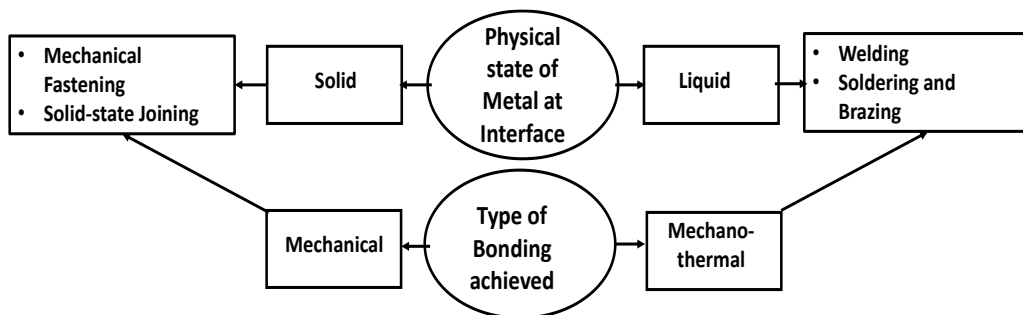 • Mechanical
Fastening
• Solid-state Joining
Solid
Physical
state of
Metal at
Interface
Liquid
• Welding
• Soldering and
Brazing
Mechanical
Type of
Bonding
achieved
Mechano-
thermal